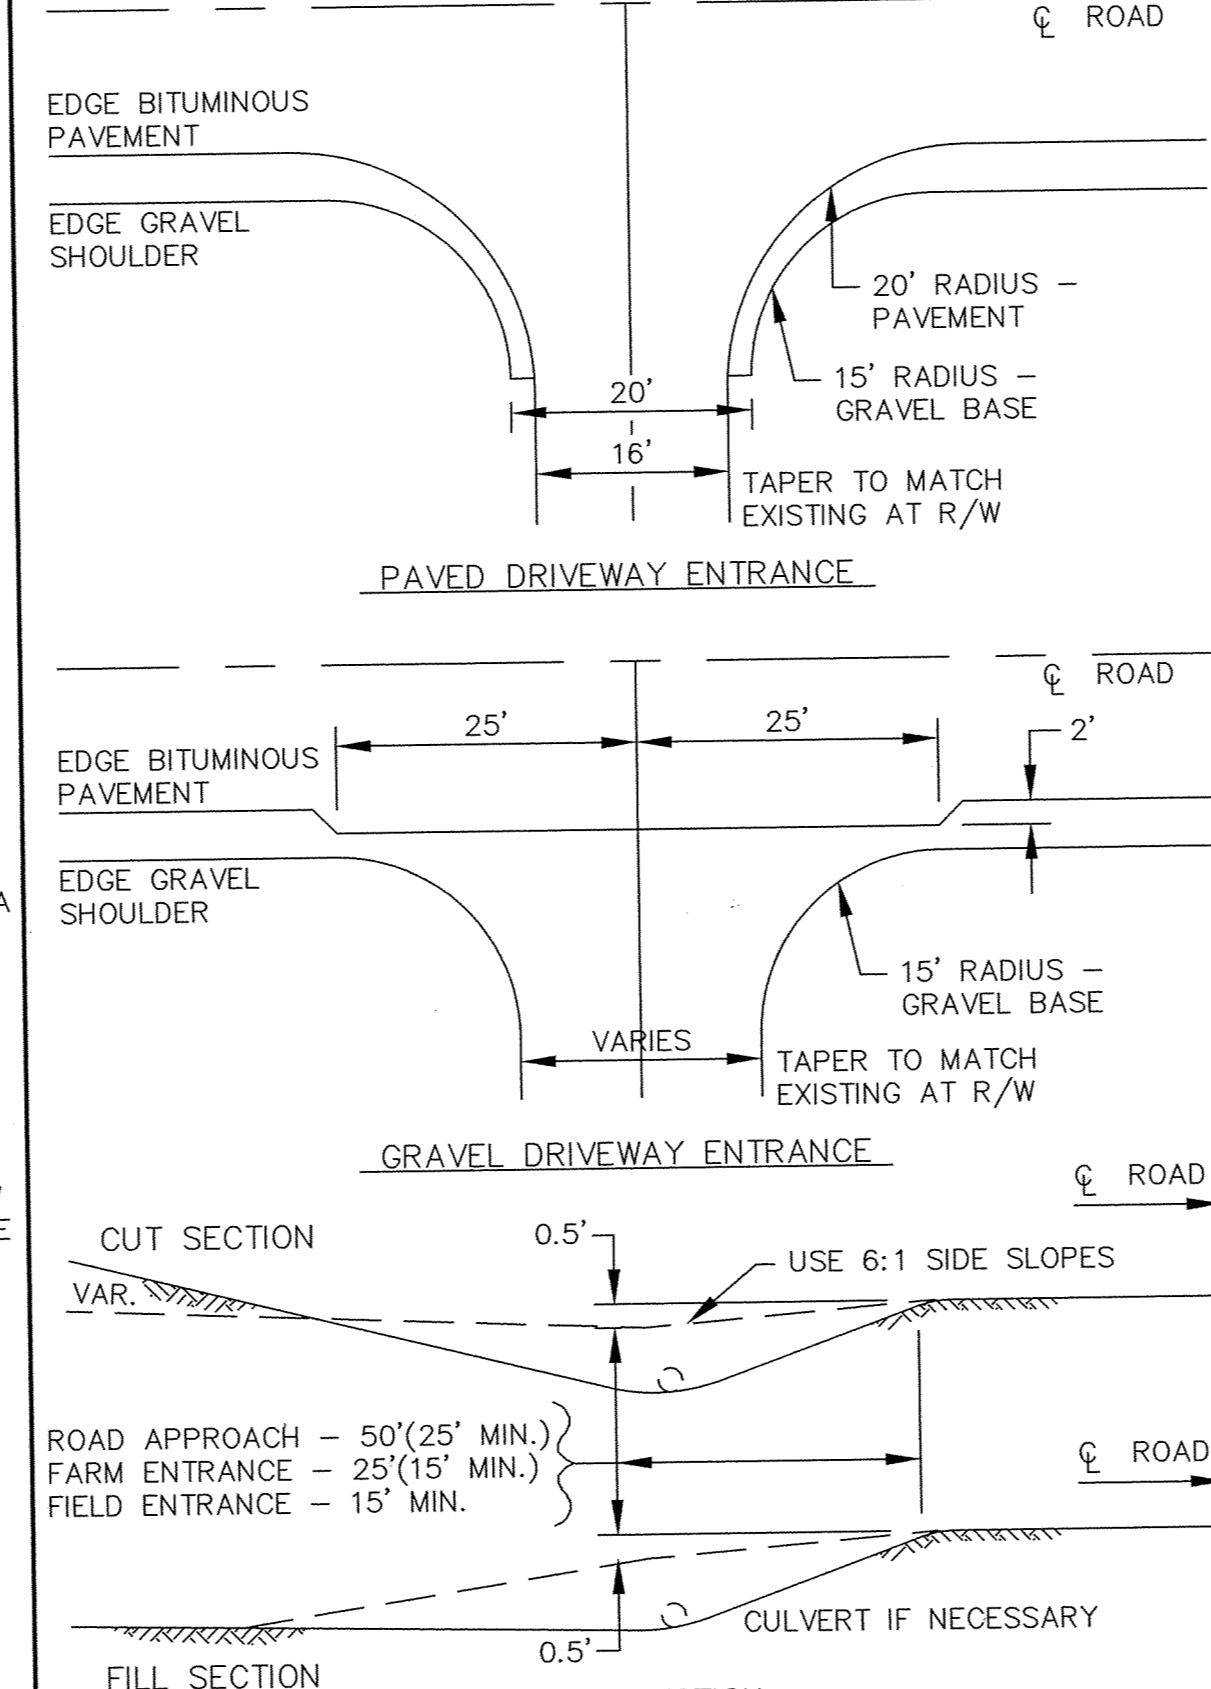 ℄ ROAD
EDGE BITUMINOUS
PAVEMENT
EDGE GRAVEL
SHOULDER
20' RADIUS –
PAVEMENT
15' RADIUS –
GRAVEL BASE
20'
16'
TAPER TO MATCH
EXISTING AT R/W
PAVED DRIVEWAY ENTRANCE
℄ ROAD
25'
25'
2'
EDGE BITUMINOUS
PAVEMENT
EDGE GRAVEL
SHOULDER
15' RADIUS –
GRAVEL BASE
VARIES
TAPER TO MATCH
EXISTING AT R/W
GRAVEL DRIVEWAY ENTRANCE
℄ ROAD
CUT SECTION
0.5'
USE 6:1 SIDE SLOPES
VAR.
ROAD APPROACH – 50'(25' MIN.)
FARM ENTRANCE – 25'(15' MIN.)
FIELD ENTRANCE – 15' MIN.
℄ ROAD
CULVERT IF NECESSARY
0.5'
FILL SECTION